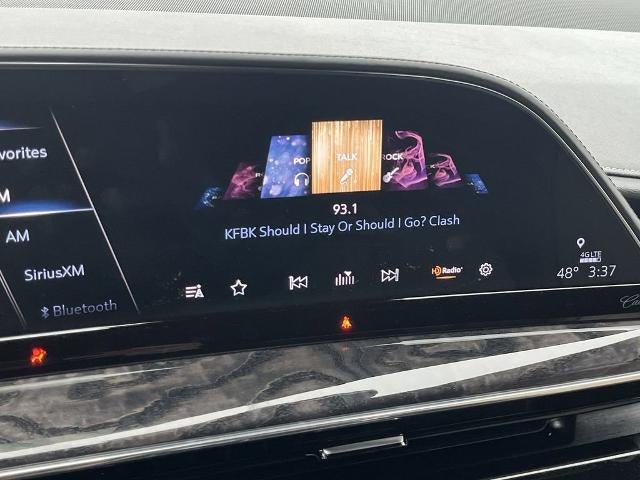 vorites
M
AM
SiriusXM
Bluetooth
POP
TALK
ROCK
93.1
KFBK Should I Stay Or Should I Go? Clash
HD Radio
4G LTE
48° 3:37